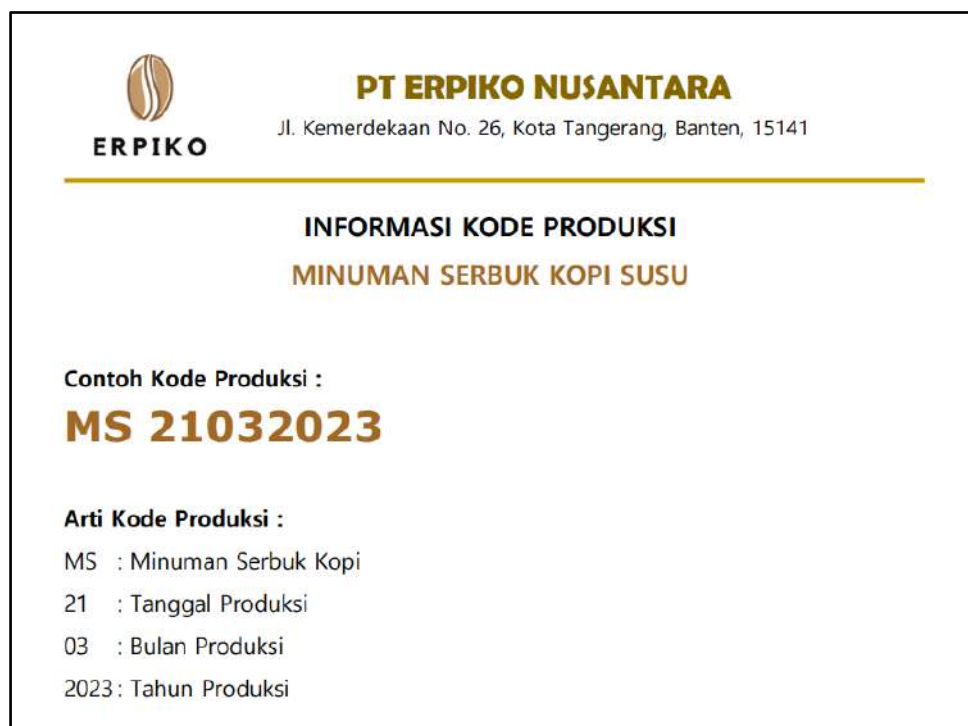 PT ERPIKO NUSANTARA
Jl. Kemerdekaan No. 26, Kota Tangerang, Banten, 15141
ERPIKO
INFORMASI KODE PRODUKSI
MINUMAN SERBUK KOPI SUSU
Contoh Kode Produksi :
MS 21032023
Arti Kode Produksi :
MS : Minuman Serbuk Kopi
21 : Tanggal Produksi
03 : Bulan Produksi
2023 : Tahun Produksi